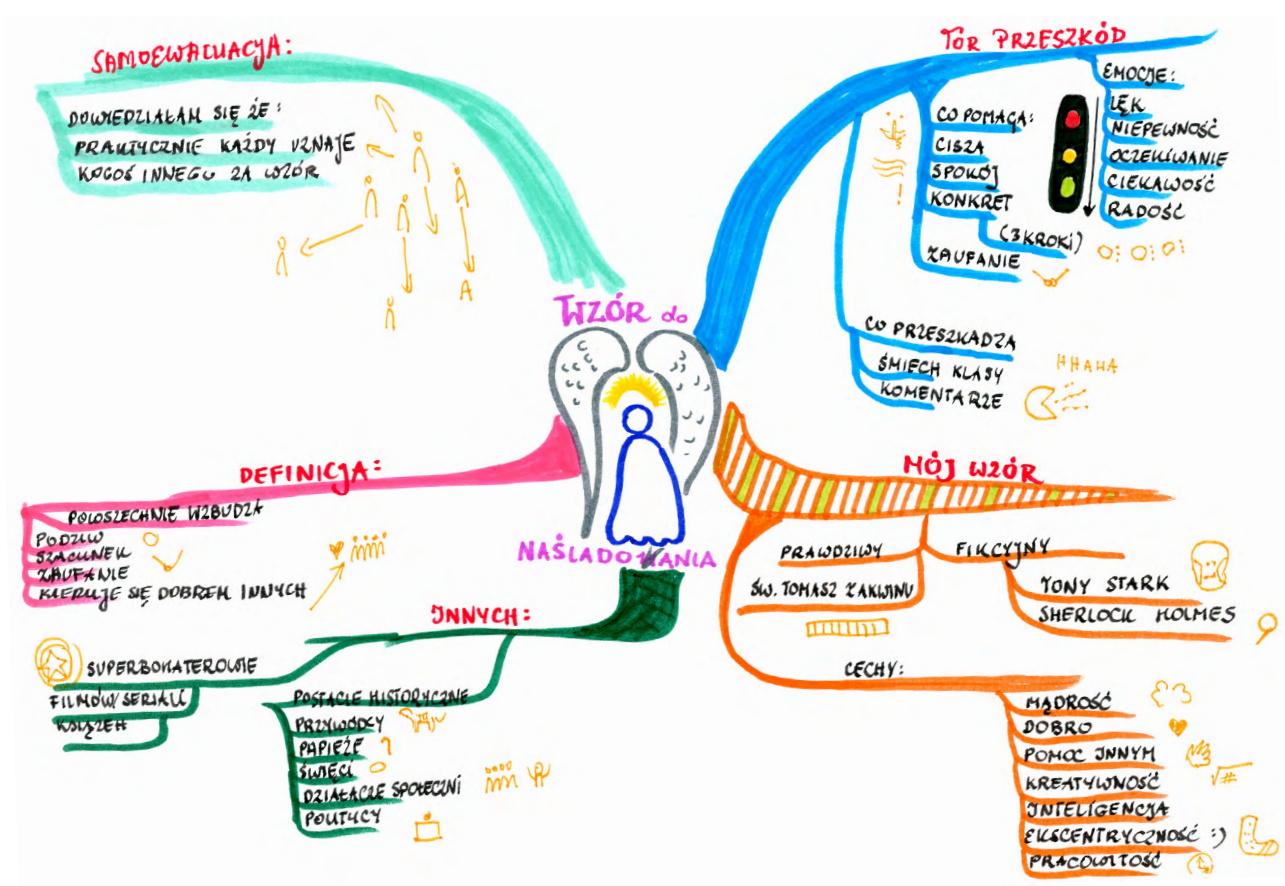 SAMOEWALUACJA:
DOWIEDZIAŁAM SIĘ ŻE:
PRAKTYCZNIE KAŻDY UZNAJE
KOGOŚ INNEGO ZA WZÓR
TOR PRZESZKÓD
EMOCJE:
LĘK
NIEPEWNOŚĆ
OCZEKIWANIE
CIEKAWOŚĆ
RADOŚĆ
CO POMAGA:
CISZA
SPOKÓJ
KONKRET
(3 KROKI)
ZAUFANIE
CO PRZESZKADZA
ŚMIECH KLASY
HHAHA
KOMENTARZE
WZÓR do
NAŚLADOWANIA
DEFINICJA:
POWSZECHNIE WZBUDZA
PODZIW
SZACUNEK
ZAUFANIE
KIERUJE SIĘ DOBREM INNYCH
MÓJ WZÓR
PRAWDZIWY
ŚW. TOMASZ Z AKWINU
FIKCYJNY
TONY STARK
SHERLOCK HOLMES
CECHY:
MĄDROŚĆ
DOBRO
POMOC INNYM
KREATYWNOŚĆ
INTELIGENCJA
EKSCENTRYCZNOŚĆ :)
PRACOWITOŚĆ
INNYCH:
SUPERBOHATEROWIE
FILMÓW/SERIALI
KSIĄŻEK
POSTACIE HISTORYCZNE
PRZYWÓDCY
PAPIEŻE
ŚWIĘCI
DZIAŁACZE SPOŁECZNI
POLITYCY